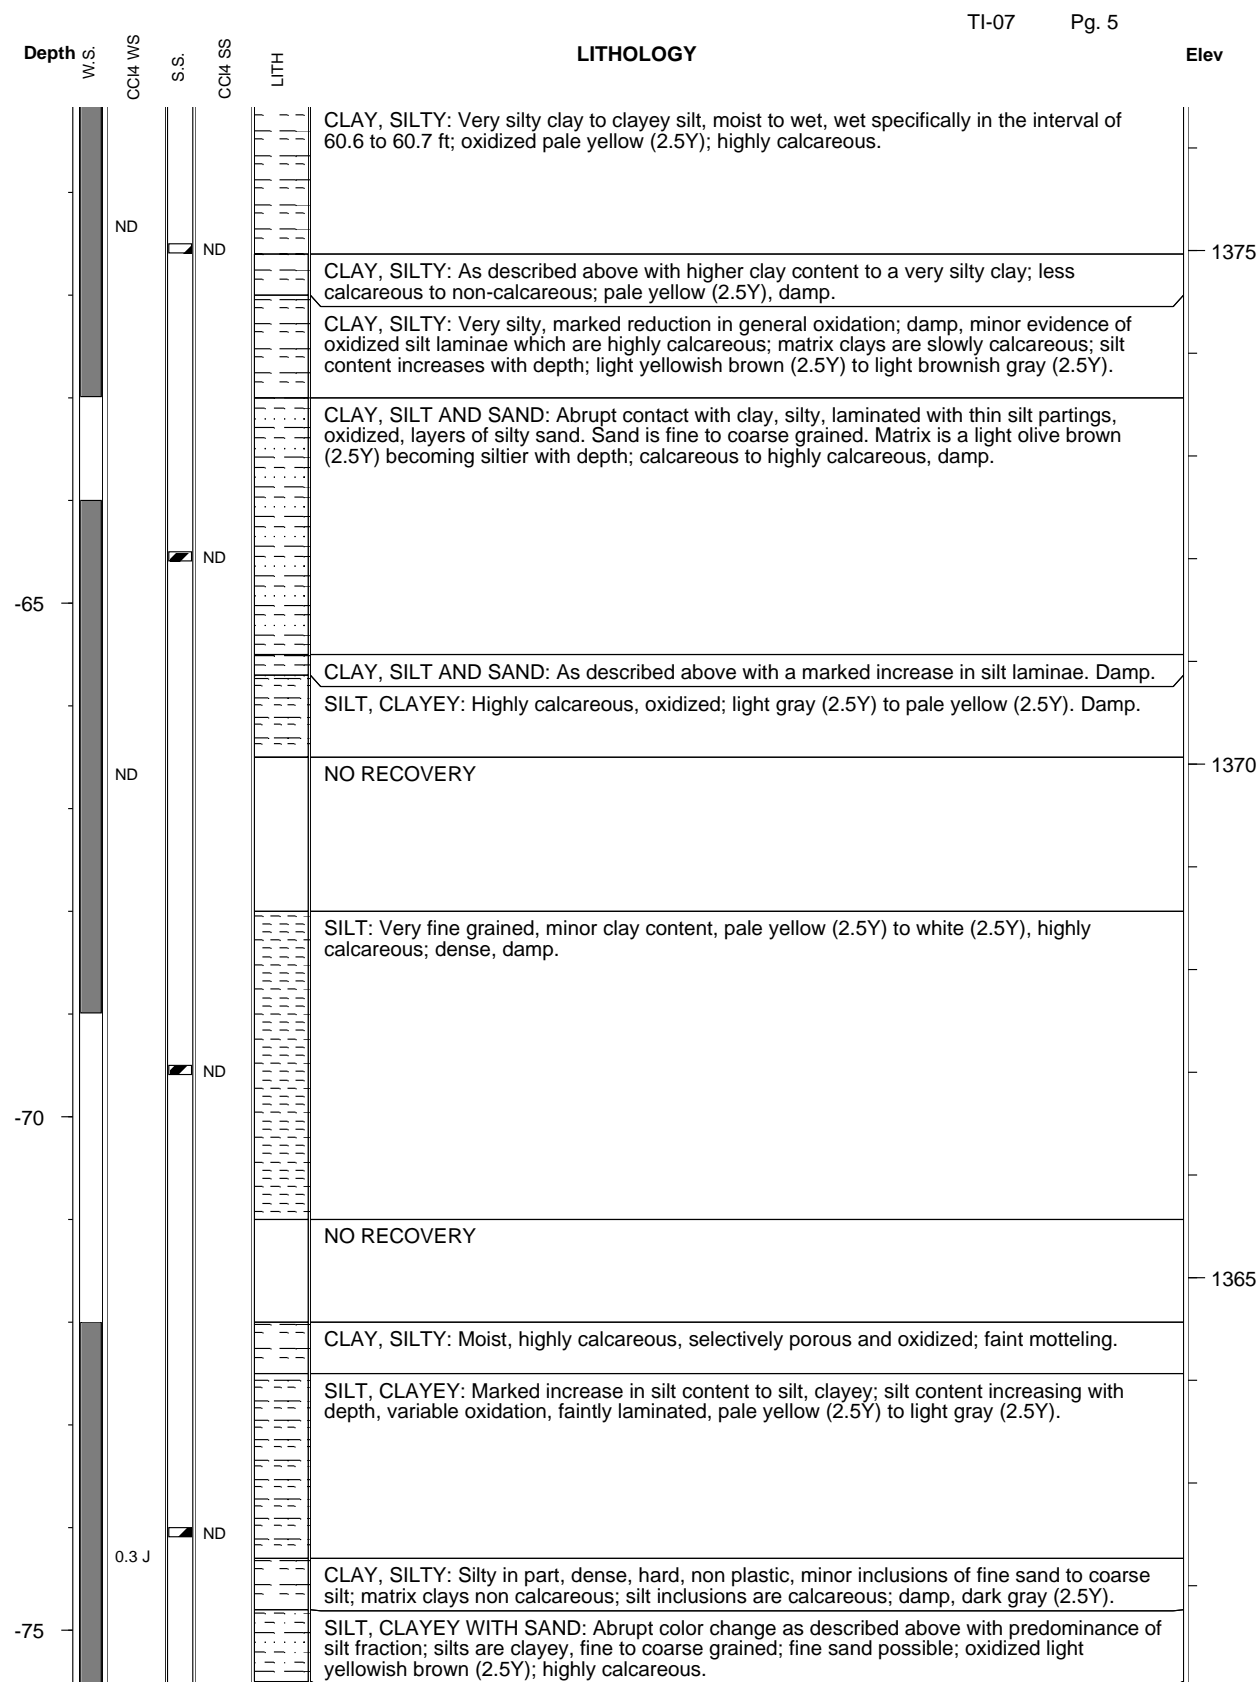 TI-07 Pg. 5
Depth W.S. CCl4 WS S.S. CCl4 SS LITH LITHOLOGY Elev
CLAY, SILTY: Very silty clay to clayey silt, moist to wet, wet specifically in the interval of
60.6 to 60.7 ft; oxidized pale yellow (2.5Y); highly calcareous.
ND
ND
1375
CLAY, SILTY: As described above with higher clay content to a very silty clay; less
calcareous to non-calcareous; pale yellow (2.5Y), damp.
CLAY, SILTY: Very silty, marked reduction in general oxidation; damp, minor evidence of
oxidized silt laminae which are highly calcareous; matrix clays are slowly calcareous; silt
content increases with depth; light yellowish brown (2.5Y) to light brownish gray (2.5Y).
CLAY, SILT AND SAND: Abrupt contact with clay, silty, laminated with thin silt partings,
oxidized, layers of silty sand. Sand is fine to coarse grained. Matrix is a light olive brown
(2.5Y) becoming siltier with depth; calcareous to highly calcareous, damp.
ND
-65
CLAY, SILT AND SAND: As described above with a marked increase in silt laminae. Damp.
SILT, CLAYEY: Highly calcareous, oxidized; light gray (2.5Y) to pale yellow (2.5Y). Damp.
1370
ND
NO RECOVERY
SILT: Very fine grained, minor clay content, pale yellow (2.5Y) to white (2.5Y), highly
calcareous; dense, damp.
ND
-70
NO RECOVERY
1365
CLAY, SILTY: Moist, highly calcareous, selectively porous and oxidized; faint motteling.
SILT, CLAYEY: Marked increase in silt content to silt, clayey; silt content increasing with
depth, variable oxidation, faintly laminated, pale yellow (2.5Y) to light gray (2.5Y).
ND
0.3 J
CLAY, SILTY: Silty in part, dense, hard, non plastic, minor inclusions of fine sand to coarse
silt; matrix clays non calcareous; silt inclusions are calcareous; damp, dark gray (2.5Y).
-75
SILT, CLAYEY WITH SAND: Abrupt color change as described above with predominance of
silt fraction; silts are clayey, fine to coarse grained; fine sand possible; oxidized light
yellowish brown (2.5Y); highly calcareous.